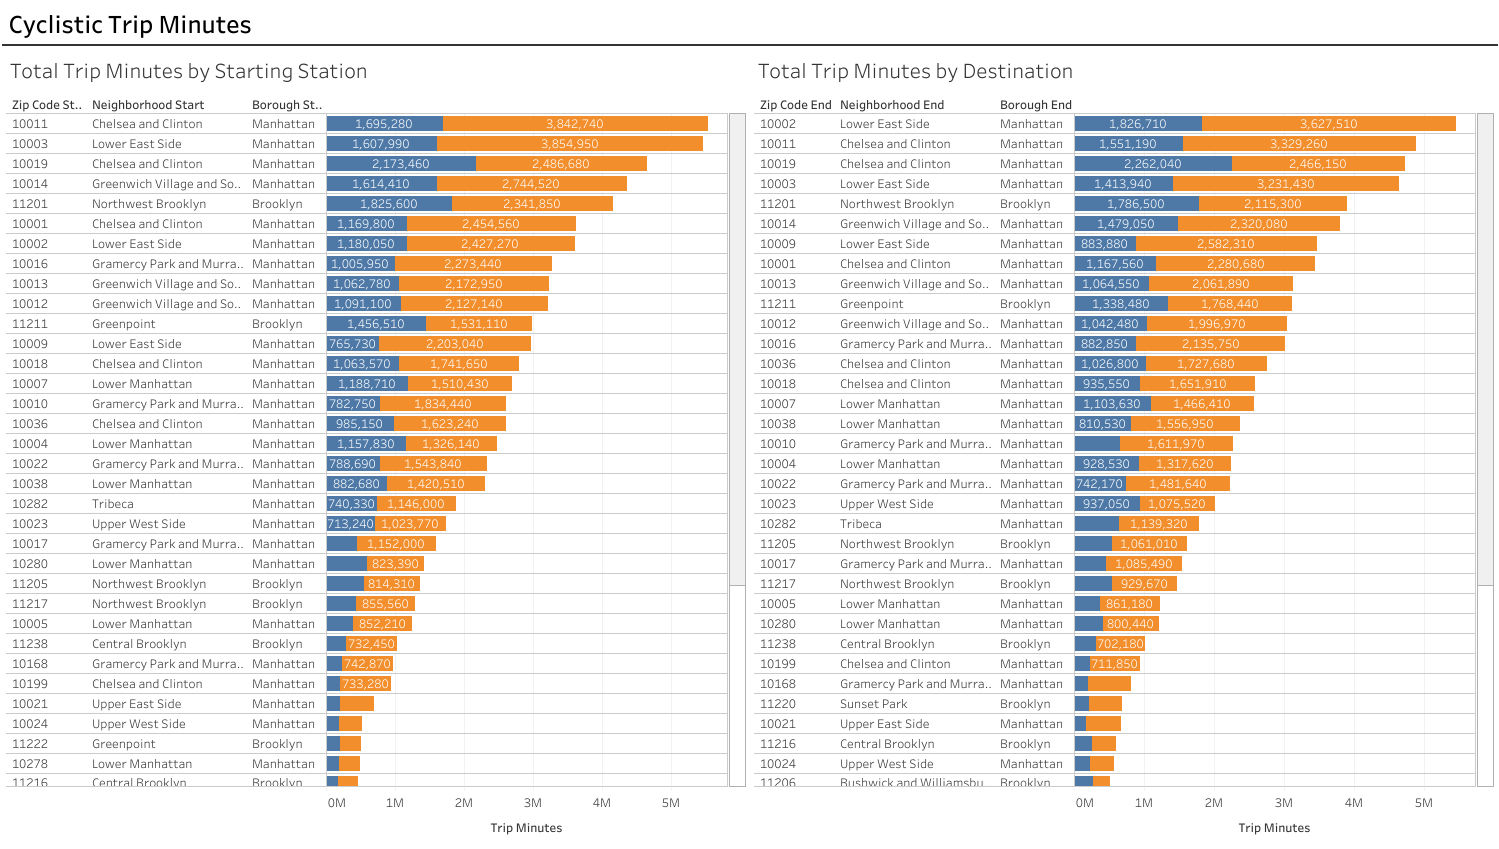 Cyclistic Trip Minutes
Total Trip Minutes by Starting Station
Zip Code St.. Neighborhood Start Borough St..
10011 Chelsea and Clinton Manhattan 1,695,280 3,842,740
10003 Lower East Side Manhattan 1,607,990 3,854,950
10019 Chelsea and Clinton Manhattan 2,173,460 2,486,680
10014 Greenwich Village and So.. Manhattan 1,614,410 2,744,520
11201 Northwest Brooklyn Brooklyn 1,825,600 2,341,850
10001 Chelsea and Clinton Manhattan 1,169,800 2,454,560
10002 Lower East Side Manhattan 1,180,050 2,427,270
10016 Gramercy Park and Murra.. Manhattan 1,005,950 2,273,440
10013 Greenwich Village and So.. Manhattan 1,062,780 2,172,950
10012 Greenwich Village and So.. Manhattan 1,091,100 2,127,140
11211 Greenpoint Brooklyn 1,456,510 1,531,110
10009 Lower East Side Manhattan 765,730 2,203,040
10018 Chelsea and Clinton Manhattan 1,063,570 1,741,650
10007 Lower Manhattan Manhattan 1,188,710 1,510,430
10010 Gramercy Park and Murra.. Manhattan 782,750 1,834,440
10036 Chelsea and Clinton Manhattan 985,150 1,623,240
10004 Lower Manhattan Manhattan 1,157,830 1,326,140
10022 Gramercy Park and Murra.. Manhattan 788,690 1,543,840
10038 Lower Manhattan Manhattan 882,680 1,420,510
10282 Tribeca Manhattan 740,330 1,146,000
10023 Upper West Side Manhattan 713,240 1,023,770
10017 Gramercy Park and Murra.. Manhattan 1,152,000
10280 Lower Manhattan Manhattan 823,390
11205 Northwest Brooklyn Brooklyn 814,310
11217 Northwest Brooklyn Brooklyn 855,560
10005 Lower Manhattan Manhattan 852,210
11238 Central Brooklyn Brooklyn 732,450
10168 Gramercy Park and Murra.. Manhattan 742,870
10199 Chelsea and Clinton Manhattan 733,280
10021 Upper East Side Manhattan
10024 Upper West Side Manhattan
11222 Greenpoint Brooklyn
10278 Lower Manhattan Manhattan
11216 Central Brooklyn Brooklyn
0M 1M 2M 3M 4M 5M
Trip Minutes
Total Trip Minutes by Destination
Zip Code End Neighborhood End Borough End
10002 Lower East Side Manhattan 1,826,710 3,627,510
10011 Chelsea and Clinton Manhattan 1,551,190 3,329,260
10019 Chelsea and Clinton Manhattan 2,262,040 2,466,150
10003 Lower East Side Manhattan 1,413,940 3,231,430
11201 Northwest Brooklyn Brooklyn 1,786,500 2,115,300
10014 Greenwich Village and So.. Manhattan 1,479,050 2,320,080
10009 Lower East Side Manhattan 883,880 2,582,310
10001 Chelsea and Clinton Manhattan 1,167,560 2,280,680
10013 Greenwich Village and So.. Manhattan 1,064,550 2,061,890
11211 Greenpoint Brooklyn 1,338,480 1,768,440
10012 Greenwich Village and So.. Manhattan 1,042,480 1,996,970
10016 Gramercy Park and Murra.. Manhattan 882,850 2,135,750
10036 Chelsea and Clinton Manhattan 1,026,800 1,727,680
10018 Chelsea and Clinton Manhattan 935,550 1,651,910
10007 Lower Manhattan Manhattan 1,103,630 1,466,410
10038 Lower Manhattan Manhattan 810,530 1,556,950
10010 Gramercy Park and Murra.. Manhattan 1,611,970
10004 Lower Manhattan Manhattan 928,530 1,317,620
10022 Gramercy Park and Murra.. Manhattan 742,170 1,481,640
10023 Upper West Side Manhattan 937,050 1,075,520
10282 Tribeca Manhattan 1,139,320
11205 Northwest Brooklyn Brooklyn 1,061,010
10017 Gramercy Park and Murra.. Manhattan 1,085,490
11217 Northwest Brooklyn Brooklyn 929,670
10005 Lower Manhattan Manhattan 861,180
10280 Lower Manhattan Manhattan 800,440
11238 Central Brooklyn Brooklyn 702,180
10199 Chelsea and Clinton Manhattan 711,850
10168 Gramercy Park and Murra.. Manhattan
11220 Sunset Park Brooklyn
10021 Upper East Side Manhattan
11216 Central Brooklyn Brooklyn
10024 Upper West Side Manhattan
11206 Bushwick and Williamsbu Brooklyn
0M 1M 2M 3M 4M 5M
Trip Minutes